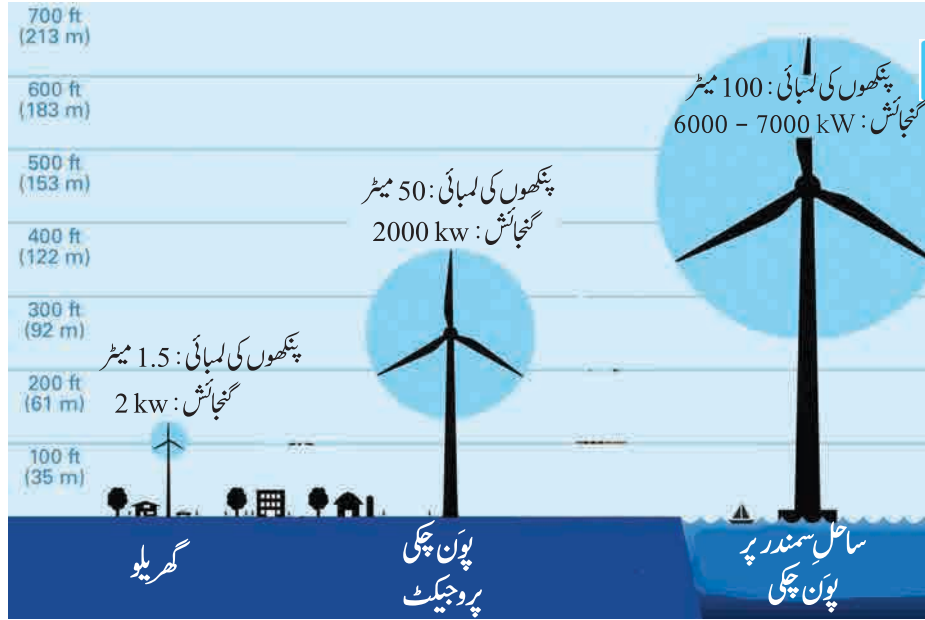 700 ft
(213 m)
600 ft
(183 m)
500 ft
(153 m)
400 ft
(122 m)
300 ft
(92 m)
200 ft
(61 m)
100 ft
(35 m)
پنکھوں کی لمبائی : 100 میٹر
گنجائش : 6000 – 7000 kW
پنکھوں کی لمبائی : 50 میٹر
گنجائش : 2000 kw
پنکھوں کی لمبائی : 1.5 میٹر
گنجائش : 2 kw
ساحلِ سمندر پر
پوَن چکی
پوَن چکی
پروجیکٹ
گھریلو